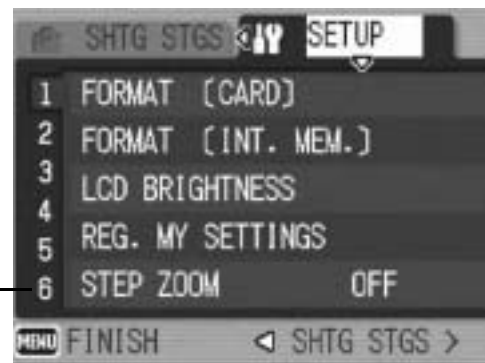 SHTG STGS SETUP
1 FORMAT [CARD]
2 FORMAT [INT. MEM.]
3 LCD BRIGHTNESS
4 REG. MY SETTINGS
5 STEP ZOOM OFF
6
MENU FINISH ◁ SHTG STGS >